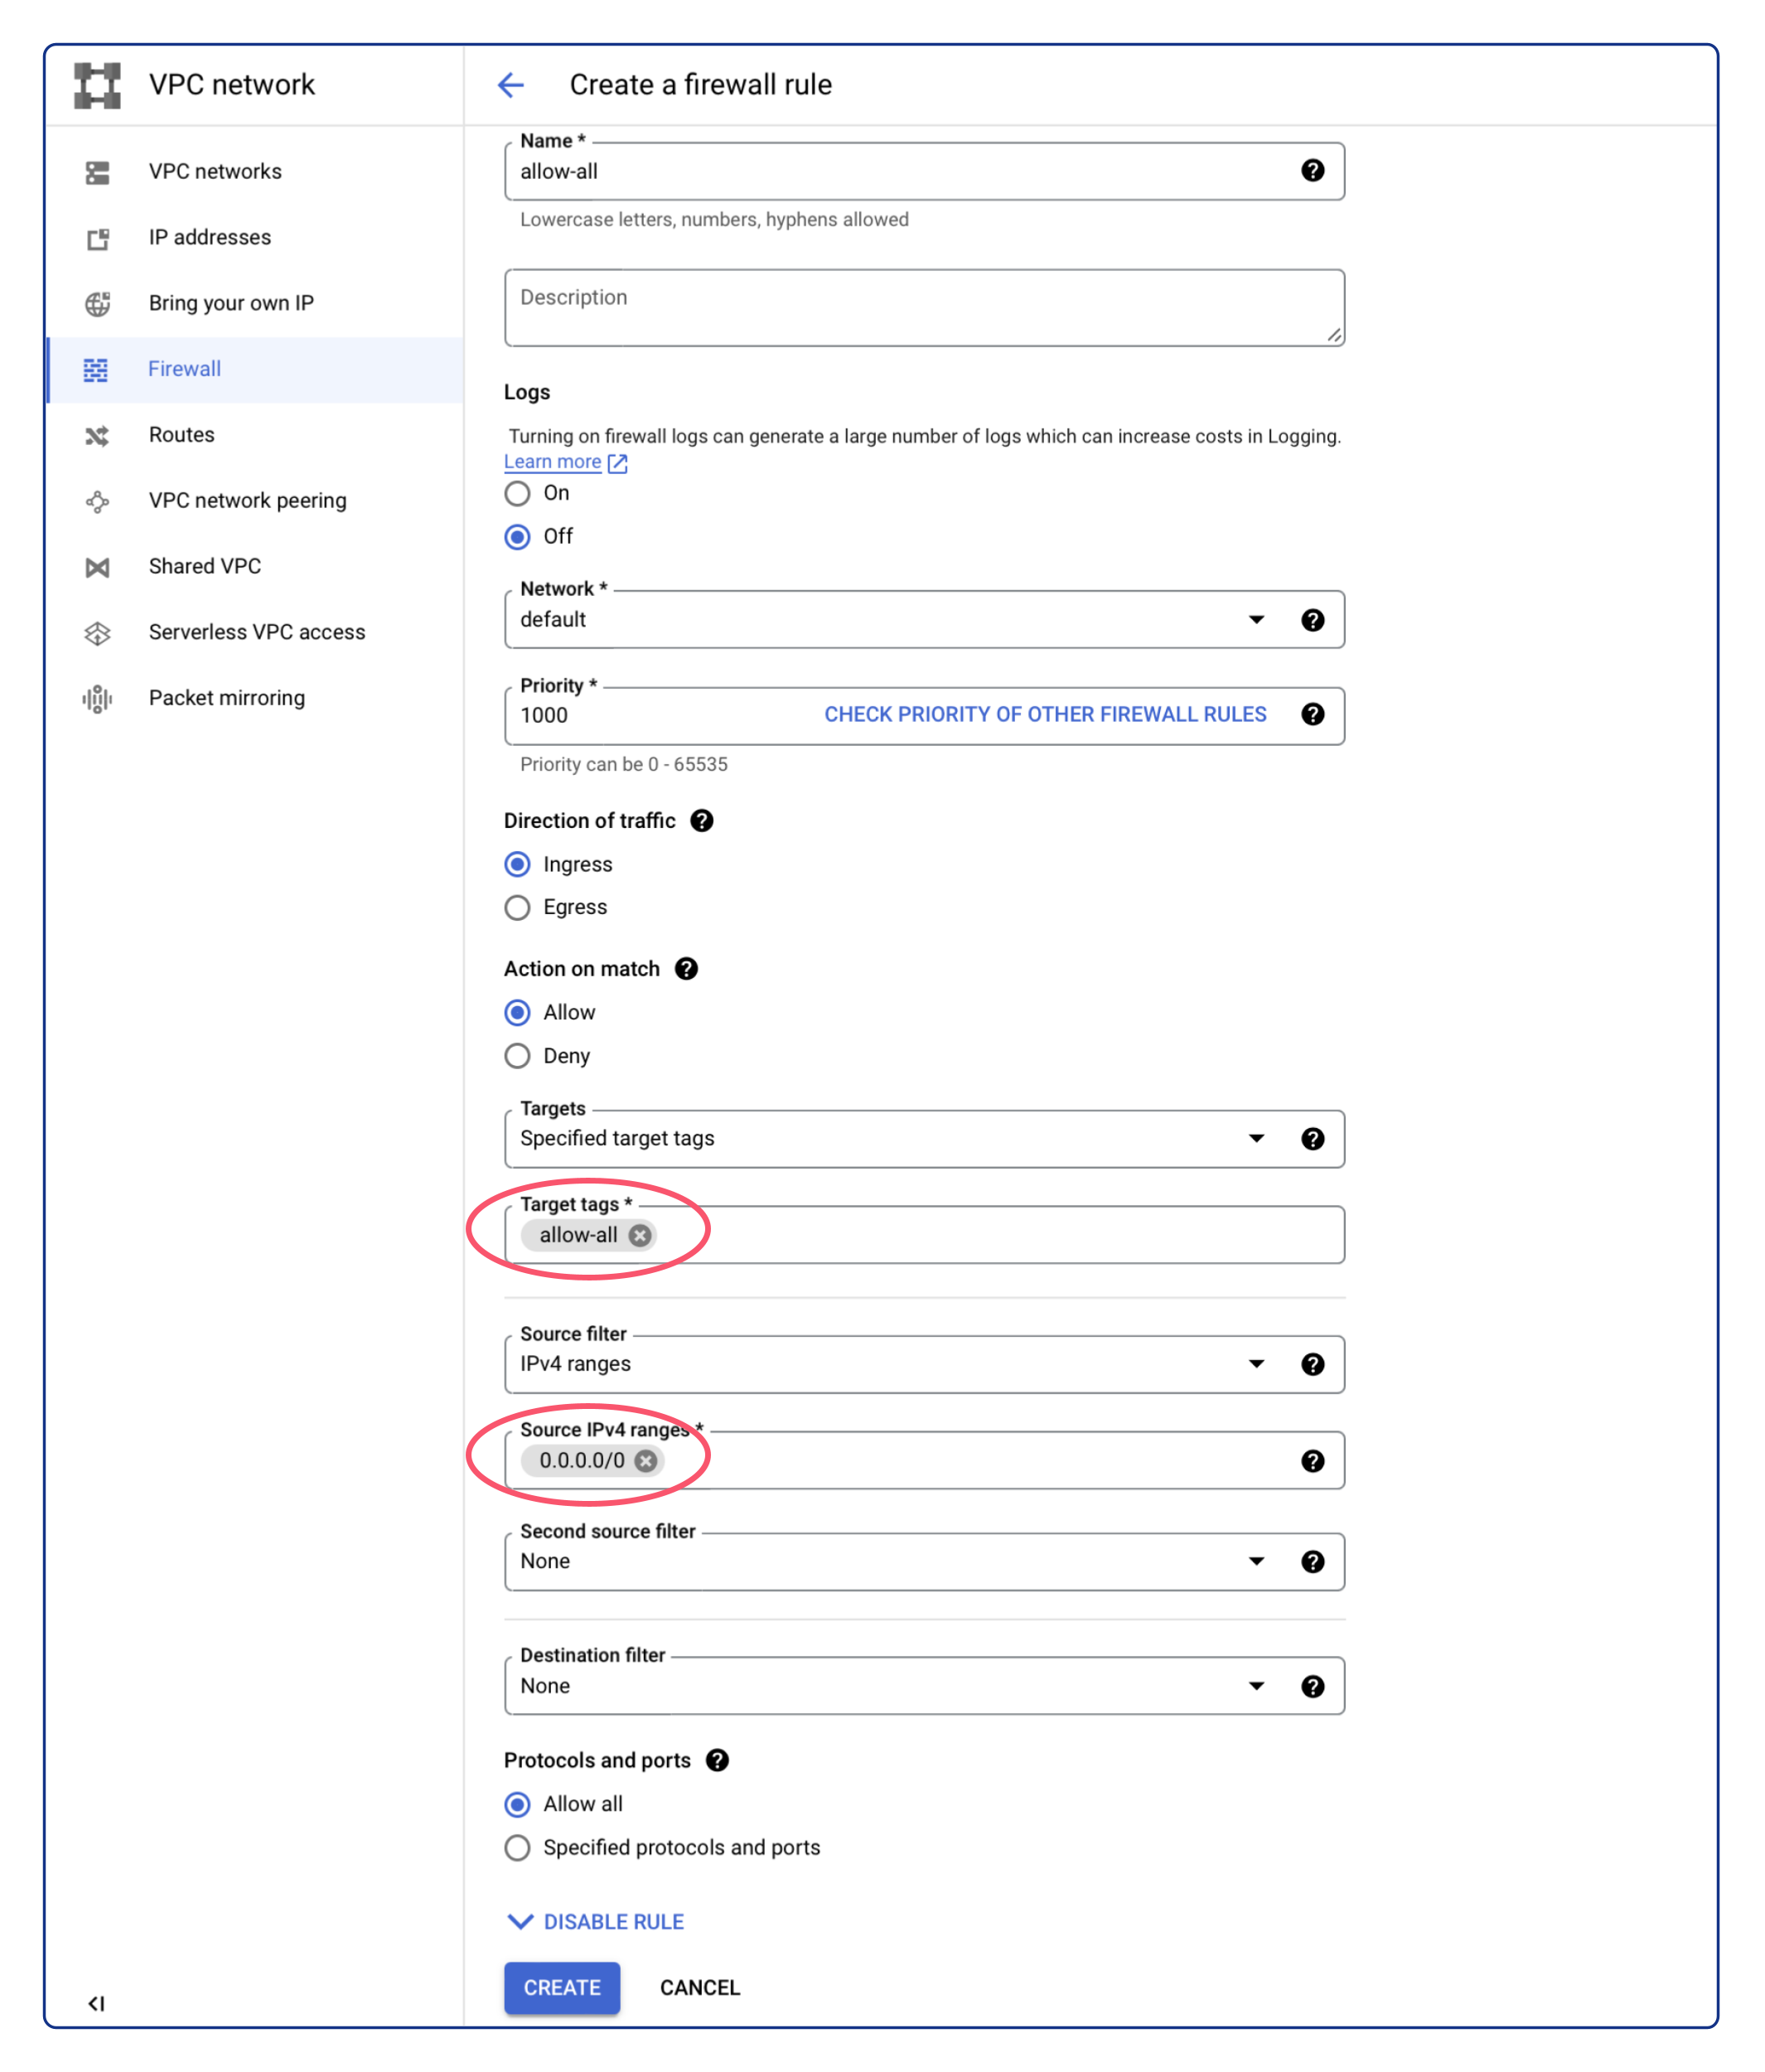 VPC network
VPC networks
IP addresses
Bring your own IP
Firewall
Routes
VPC network peering
Shared VPC
Serverless VPC access
Packet mirroring
Create a firewall rule
Name *
allow-all
Lowercase letters, numbers, hyphens allowed
Description
Logs
Turning on firewall logs can generate a large number of logs which can increase costs in Logging.
Learn more
On
Off
Network *
default
Priority *
1000
CHECK PRIORITY OF OTHER FIREWALL RULES
Priority can be 0 - 65535
Direction of traffic
Ingress
Egress
Action on match
Allow
Deny
Targets
Specified target tags
Target tags *
allow-all
Source filter
IPv4 ranges
Source IPv4 ranges *
0.0.0.0/0
Second source filter
None
Destination filter
None
Protocols and ports
Allow all
Specified protocols and ports
DISABLE RULE
CREATE
CANCEL